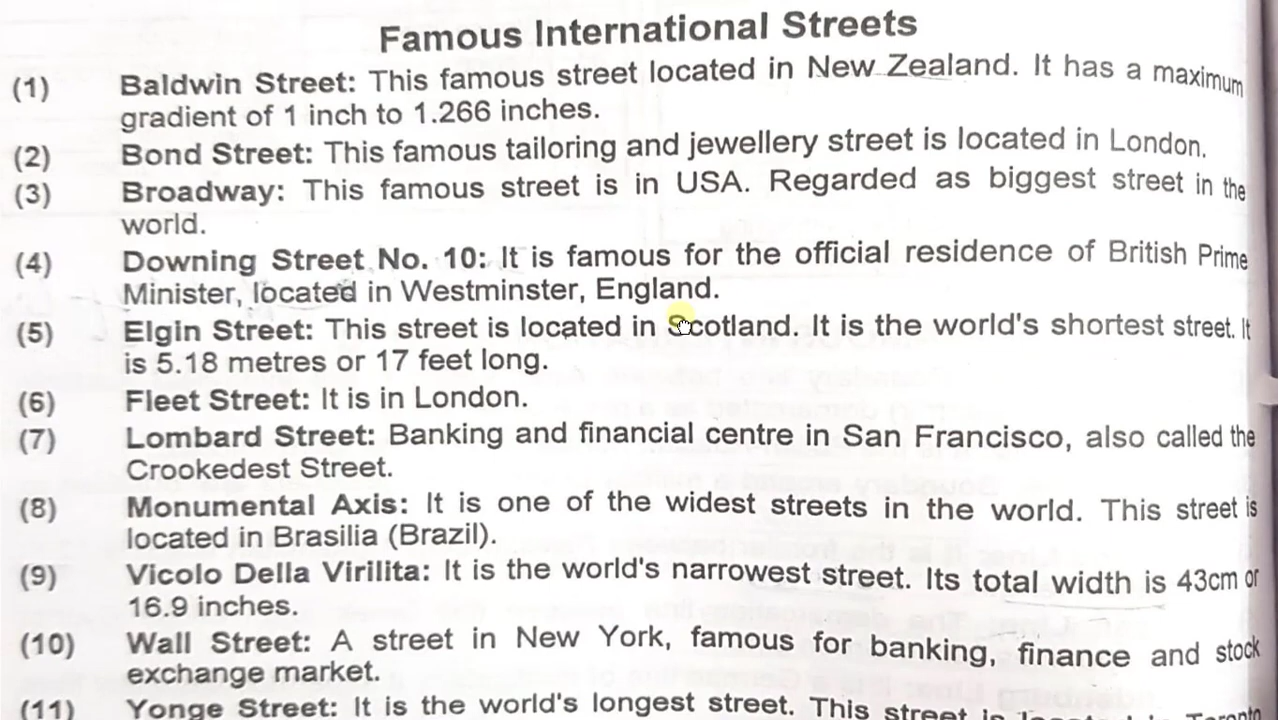 Famous International Streets
(1) Baldwin Street: This famous street located in New Zealand. It has a maximum
gradient of 1 inch to 1.266 inches.
(2) Bond Street: This famous tailoring and jewellery street is located in London.
(3) Broadway: This famous street is in USA. Regarded as biggest street in the
world.
(4) Downing Street No. 10: It is famous for the official residence of British Prime
Minister, located in Westminster, England.
(5) Elgin Street: This street is located in Scotland. It is the world's shortest street. It
is 5.18 metres or 17 feet long.
(6) Fleet Street: It is in London.
(7) Lombard Street: Banking and financial centre in San Francisco, also called the
Crookedest Street.
(8) Monumental Axis: It is one of the widest streets in the world. This street is
located in Brasilia (Brazil).
(9) Vicolo Della Virilita: It is the world's narrowest street. Its total width is 43cm or
16.9 inches.
(10) Wall Street: A street in New York, famous for banking, finance and stock
exchange market.
(11) Yonge Street: It is the world's longest street. This street is located in Toronto